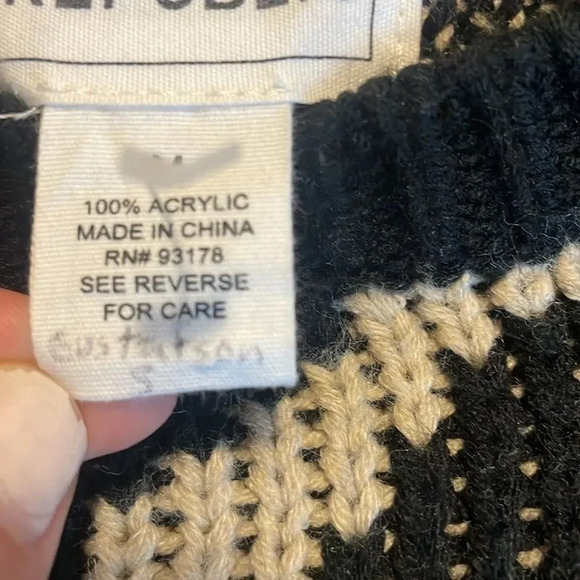 100% ACRYLIC
MADE IN CHINA
RN# 93178
SEE REVERSE
FOR CARE
S